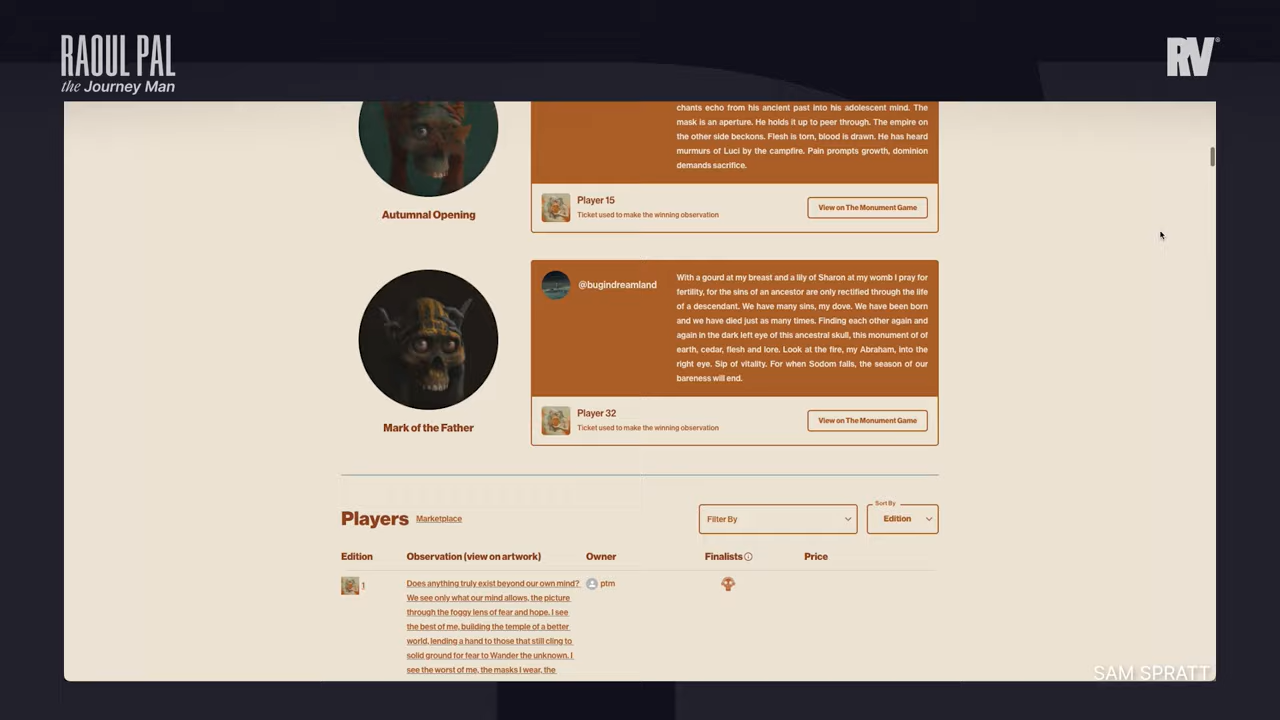 RAOUL PAL
the Journey Man
RV
chants echo from his ancient past into his adolescent mind. The
mask is an aperture. He holds it up to peer through. The empire on
the other side beckons. Flesh is torn, blood is drawn. He has heard
murmurs of Luci by the campfire. Pain prompts growth, dominion
demands sacrifice.
Player 15
Ticket used to make the winning observation
View on The Monument Game
Autumnal Opening
@bugindreamland
With a gourd at my breast and a lily of Sharon at my womb I pray for
fertility, for the sins of an ancestor are only rectified through the life
of a descendant. We have many sins, my dove. We have been born
and we have died just as many times. Finding each other again and
again in the dark left eye of this ancestral skull, this monument of of
earth, cedar, flesh and lore. Look at the fire, my Abraham, into the
right eye. Sip of vitality. For when Sodom falls, the season of our
bareness will end.
Player 32
Ticket used to make the winning observation
View on The Monument Game
Mark of the Father
Players Marketplace
Filter By
Sort By
Edition
Edition Observation (view on artwork) Owner Finalists Price
1
Does anything truly exist beyond our own mind?
We see only what our mind allows, the picture
through the foggy lens of fear and hope. I see
the best of me, building the temple of a better
world, lending a hand to those that still cling to
solid ground for fear to Wander the unknown. I
see the worst of me, the masks I wear, the
ptm
SAM SPRATT